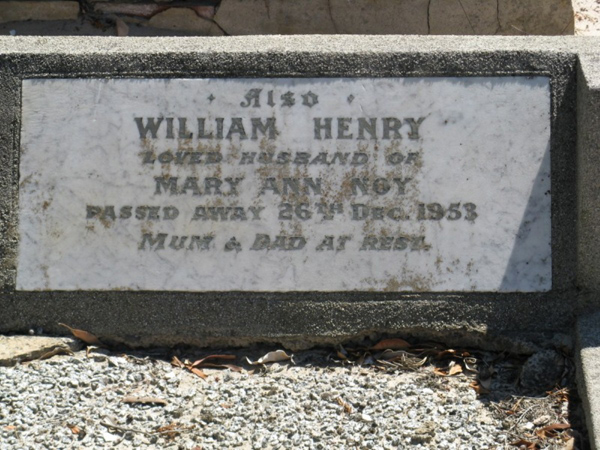 · Also ·
WILLIAM HENRY
LOVED HUSBAND OF
MARY ANN NOY
PASSED AWAY 26TH DEC. 1953
MUM & DAD AT REST.